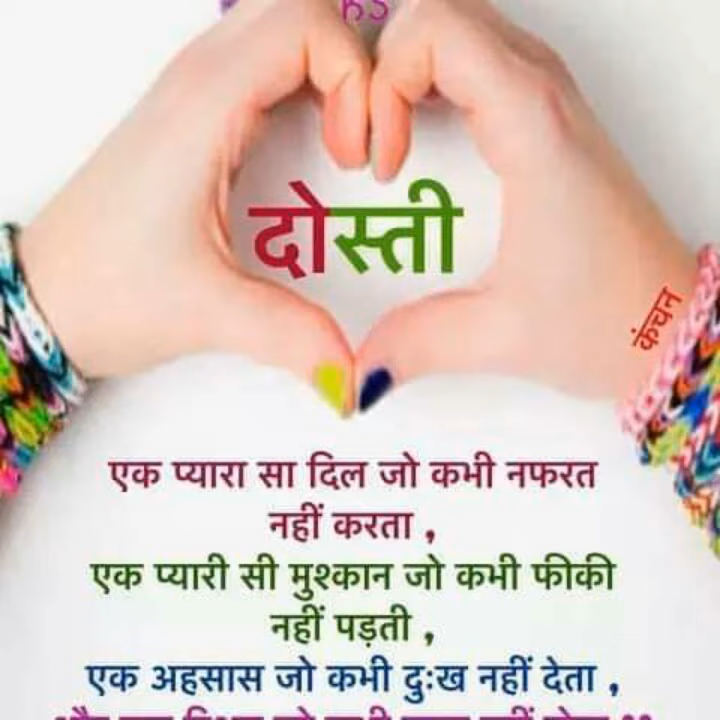 दोस्ती
कंचन
एक प्यारा सा दिल जो कभी नफरत
नहीं करता ,
एक प्यारी सी मुश्कान जो कभी फीकी
नहीं पड़ती ,
एक अहसास जो कभी दुःख नहीं देता ,